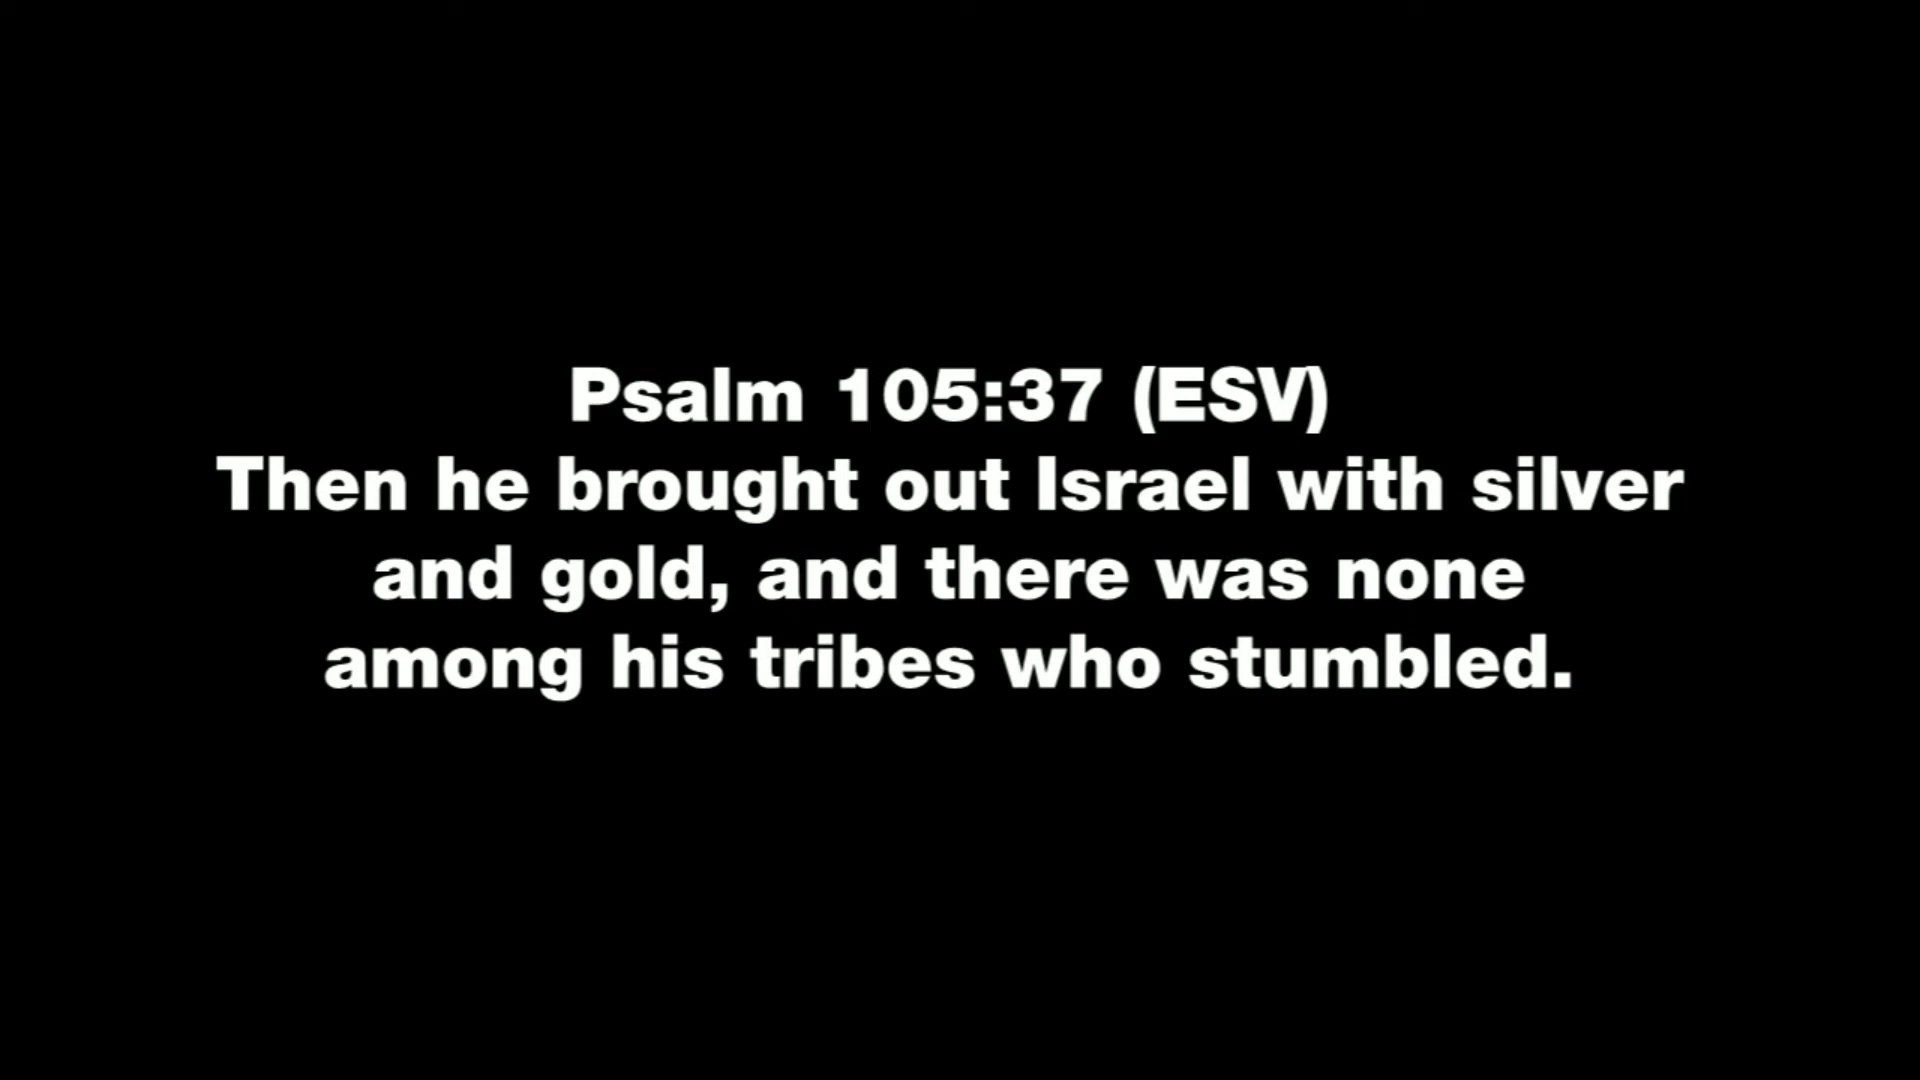 Psalm 105:37 (ESV)
Then he brought out Israel with silver
and gold, and there was none
among his tribes who stumbled.